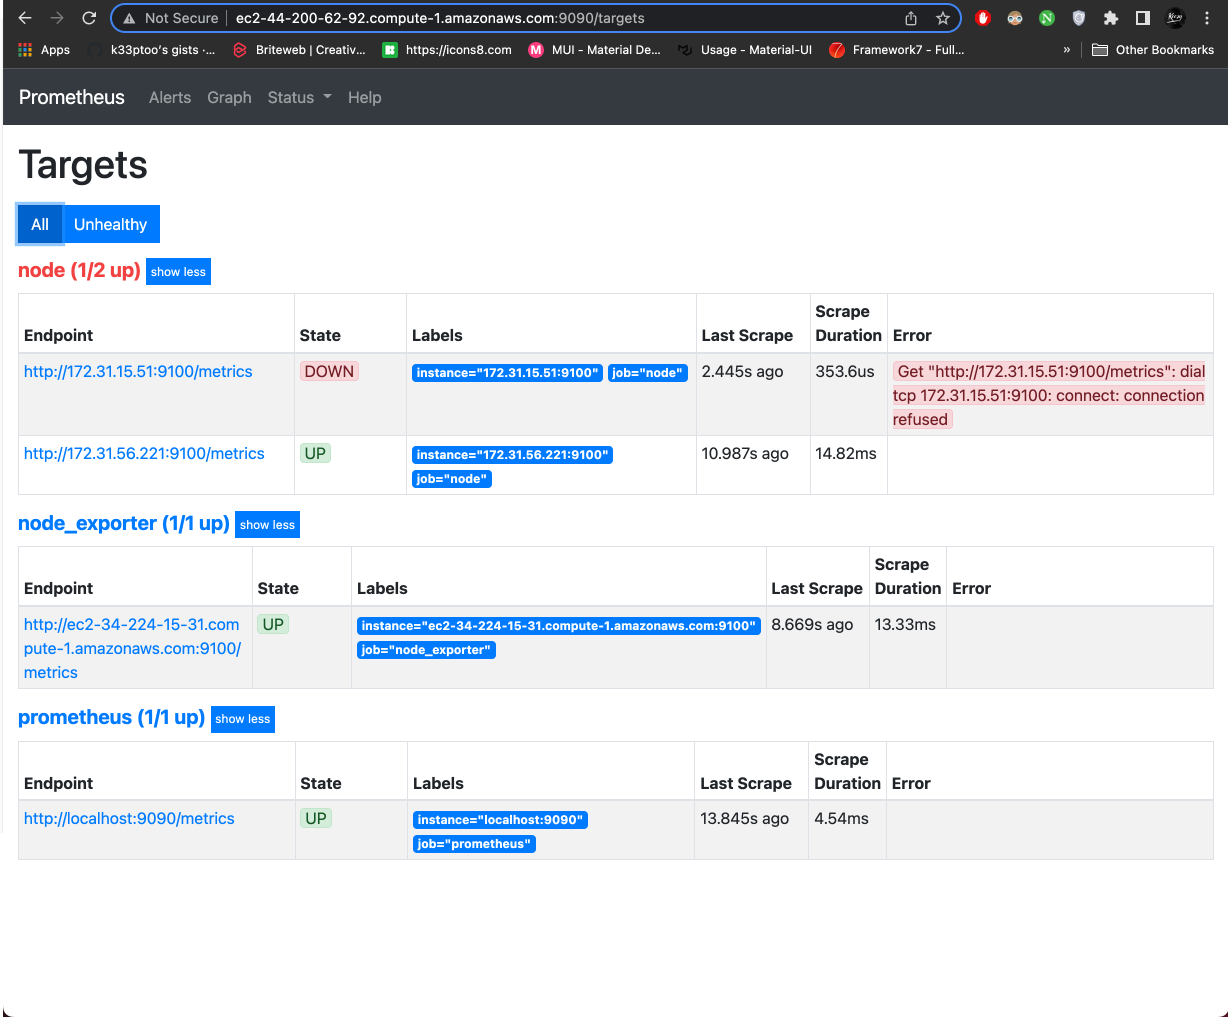 Not Secure
ec2-44-200-62-92.compute-1.amazonaws.com:9090/targets
Apps
k33ptoo's gists ·...
Briteweb | Creativ...
https://icons8.com
MUI - Material De...
Usage - Material-UI
Framework7 - Full...
»
Other Bookmarks
Prometheus
Alerts
Graph
Status
Help
Targets
All
Unhealthy
node (1/2 up) show less
Endpoint
State
Labels
Last Scrape
Scrape
Duration
Error
http://172.31.15.51:9100/metrics
DOWN
instance="172.31.15.51:9100" job="node"
2.445s ago
353.6us
Get "http://172.31.15.51:9100/metrics": dial
tcp 172.31.15.51:9100: connect: connection
refused
http://172.31.56.221:9100/metrics
UP
instance="172.31.56.221:9100"
job="node"
10.987s ago
14.82ms
node_exporter (1/1 up) show less
Endpoint
State
Labels
Last Scrape
Scrape
Duration
Error
http://ec2-34-224-15-31.com
pute-1.amazonaws.com:9100/
metrics
UP
instance="ec2-34-224-15-31.compute-1.amazonaws.com:9100"
job="node_exporter"
8.669s ago
13.33ms
prometheus (1/1 up) show less
Endpoint
State
Labels
Last Scrape
Scrape
Duration
Error
http://localhost:9090/metrics
UP
instance="localhost:9090"
job="prometheus"
13.845s ago
4.54ms